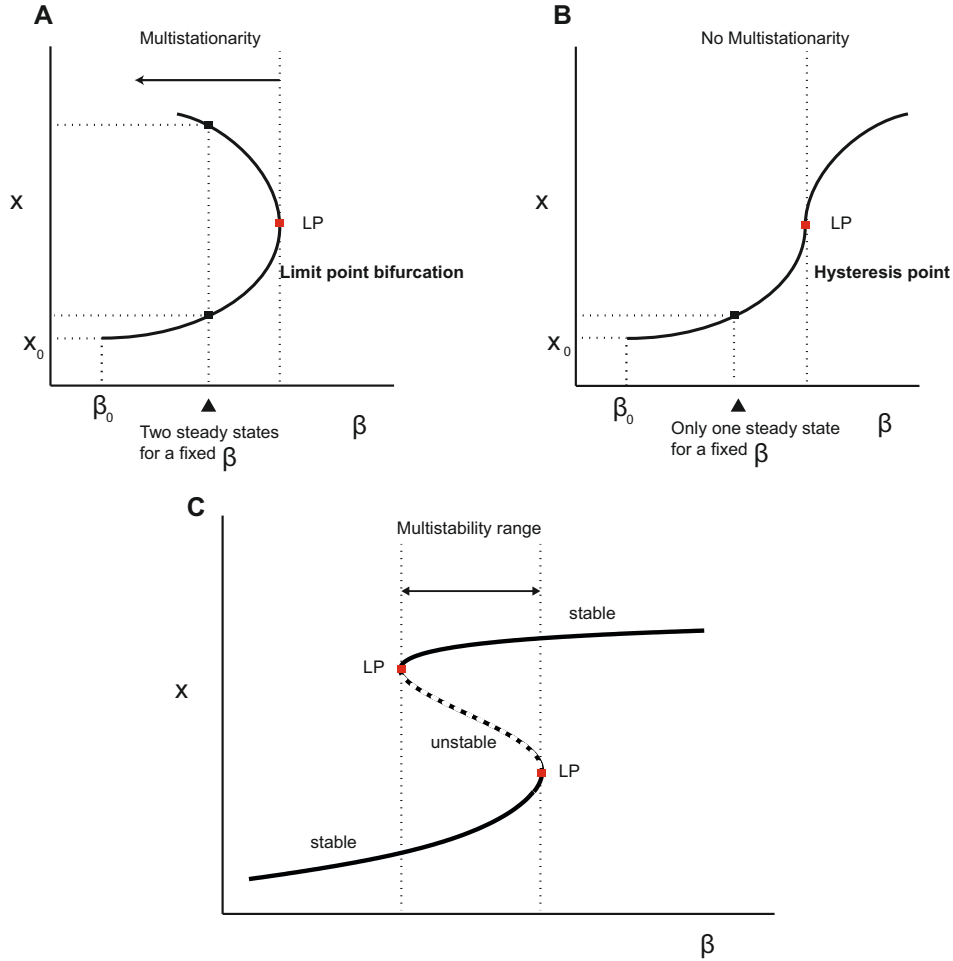 A
Multistationarity
X
LP
Limit point bifurcation
X0
β0
β
Two steady states
for a fixed β
B
No Multistationarity
X
LP
Hysteresis point
X0
β0
β
Only one steady state
for a fixed β
C
Multistability range
stable
LP
X
unstable
LP
stable
β